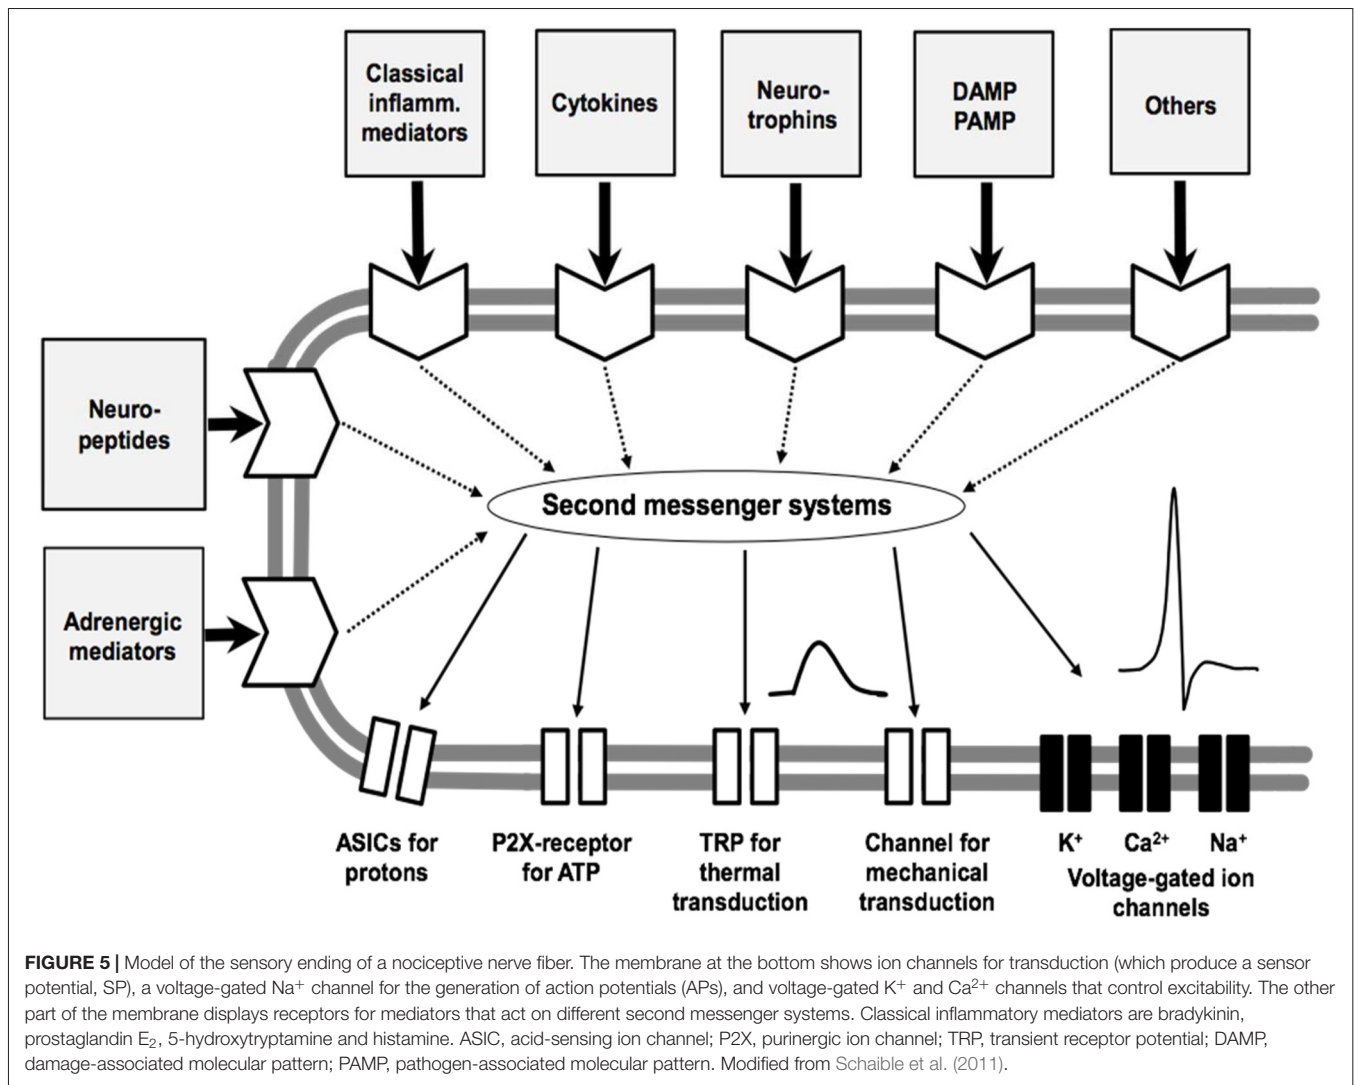 Classical
inflamm.
mediators
Cytokines
Neuro-
trophins
DAMP
PAMP
Others
Neuro-
peptides
Second messenger systems
Adrenergic
mediators
ASICs for
protons
P2X-receptor
for ATP
TRP for
thermal
transduction
Channel for
mechanical
transduction
K⁺
Ca²⁺
Na⁺
Voltage-gated ion
channels
FIGURE 5 | Model of the sensory ending of a nociceptive nerve fiber. The membrane at the bottom shows ion channels for transduction (which produce a sensor
potential, SP), a voltage-gated Na⁺ channel for the generation of action potentials (APs), and voltage-gated K⁺ and Ca²⁺ channels that control excitability. The other
part of the membrane displays receptors for mediators that act on different second messenger systems. Classical inflammatory mediators are bradykinin,
prostaglandin E₂, 5-hydroxytryptamine and histamine. ASIC, acid-sensing ion channel; P2X, purinergic ion channel; TRP, transient receptor potential; DAMP,
damage-associated molecular pattern; PAMP, pathogen-associated molecular pattern. Modified from Schaible et al. (2011).